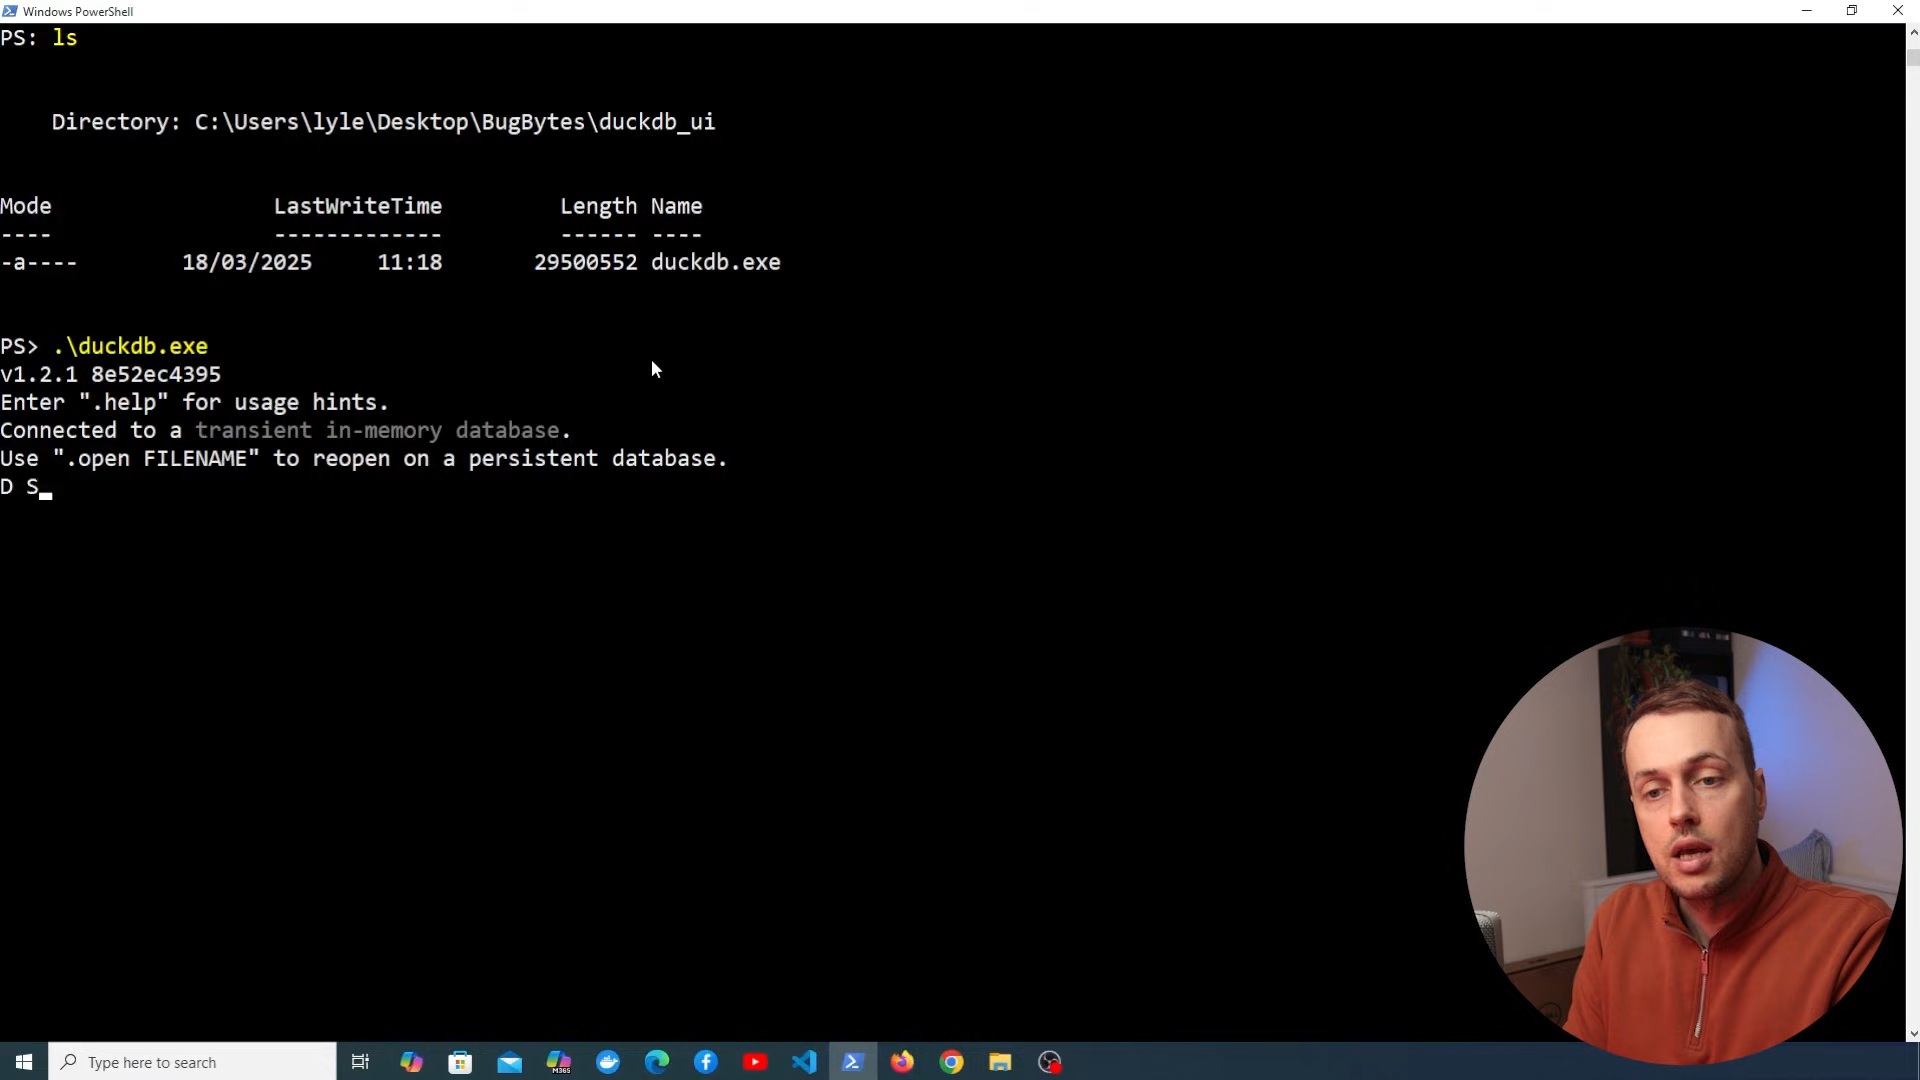 Windows PowerShell
PS: ls
Directory: C:\Users\lyle\Desktop\BugBytes\duckdb_ui
Mode LastWriteTime Length Name
---- ------------- ------ ----
-a---- 18/03/2025 11:18 29500552 duckdb.exe
PS> .\duckdb.exe
v1.2.1 8e52ec4395
Enter ".help" for usage hints.
Connected to a transient in-memory database.
Use ".open FILENAME" to reopen on a persistent database.
D S
Type here to search
M365